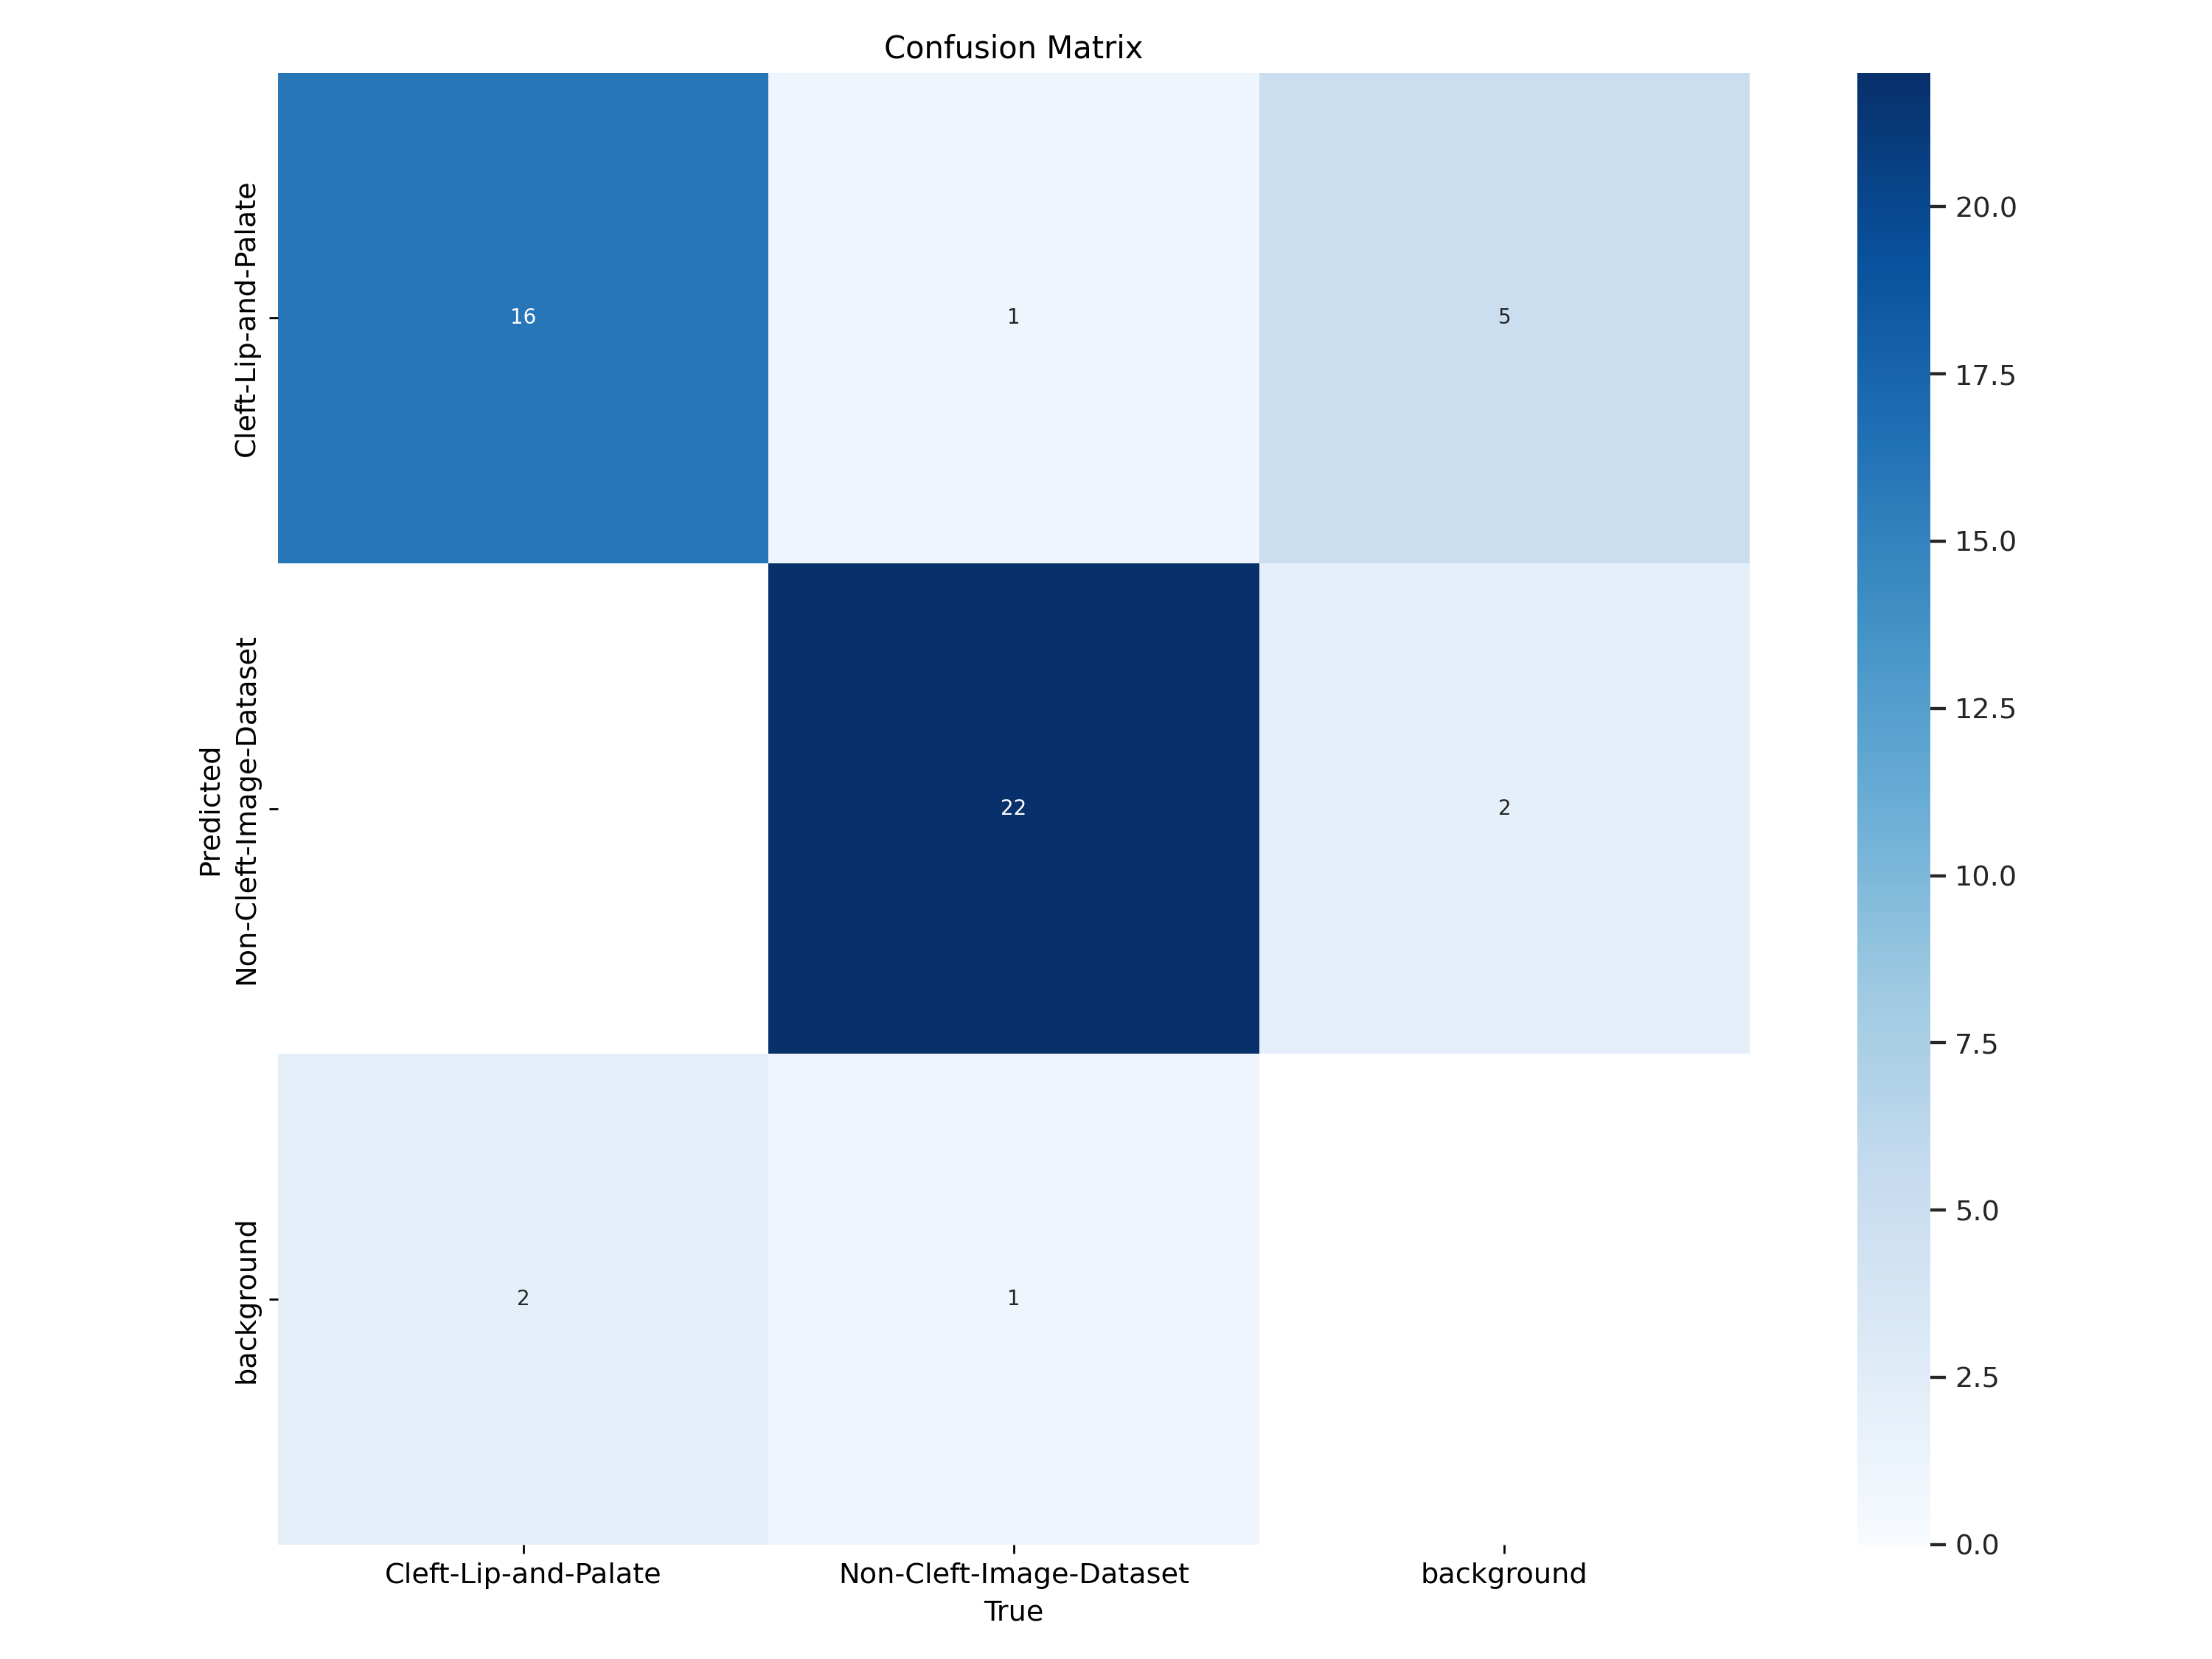 Confusion Matrix
Predicted
Cleft-Lip-and-Palate
Non-Cleft-Image-Dataset
background
16
1
5
22
2
2
1
Cleft-Lip-and-Palate
Non-Cleft-Image-Dataset
background
True
20.0
17.5
15.0
12.5
10.0
7.5
5.0
2.5
0.0